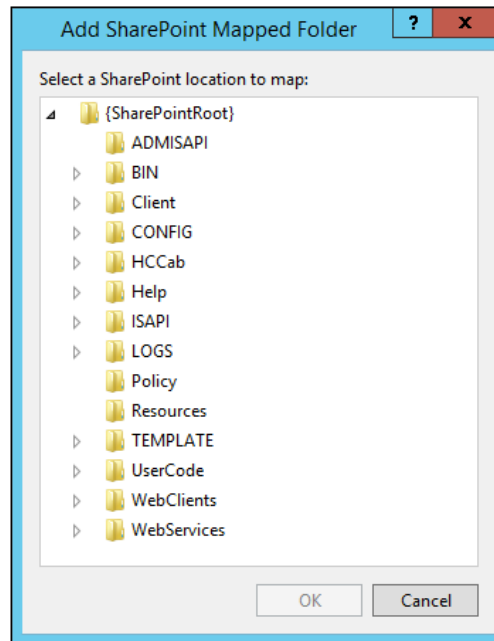 Add SharePoint Mapped Folder
?
x
Select a SharePoint location to map:
{SharePointRoot}
ADMISAPI
BIN
Client
CONFIG
HCCab
Help
ISAPI
LOGS
Policy
Resources
TEMPLATE
UserCode
WebClients
WebServices
OK
Cancel